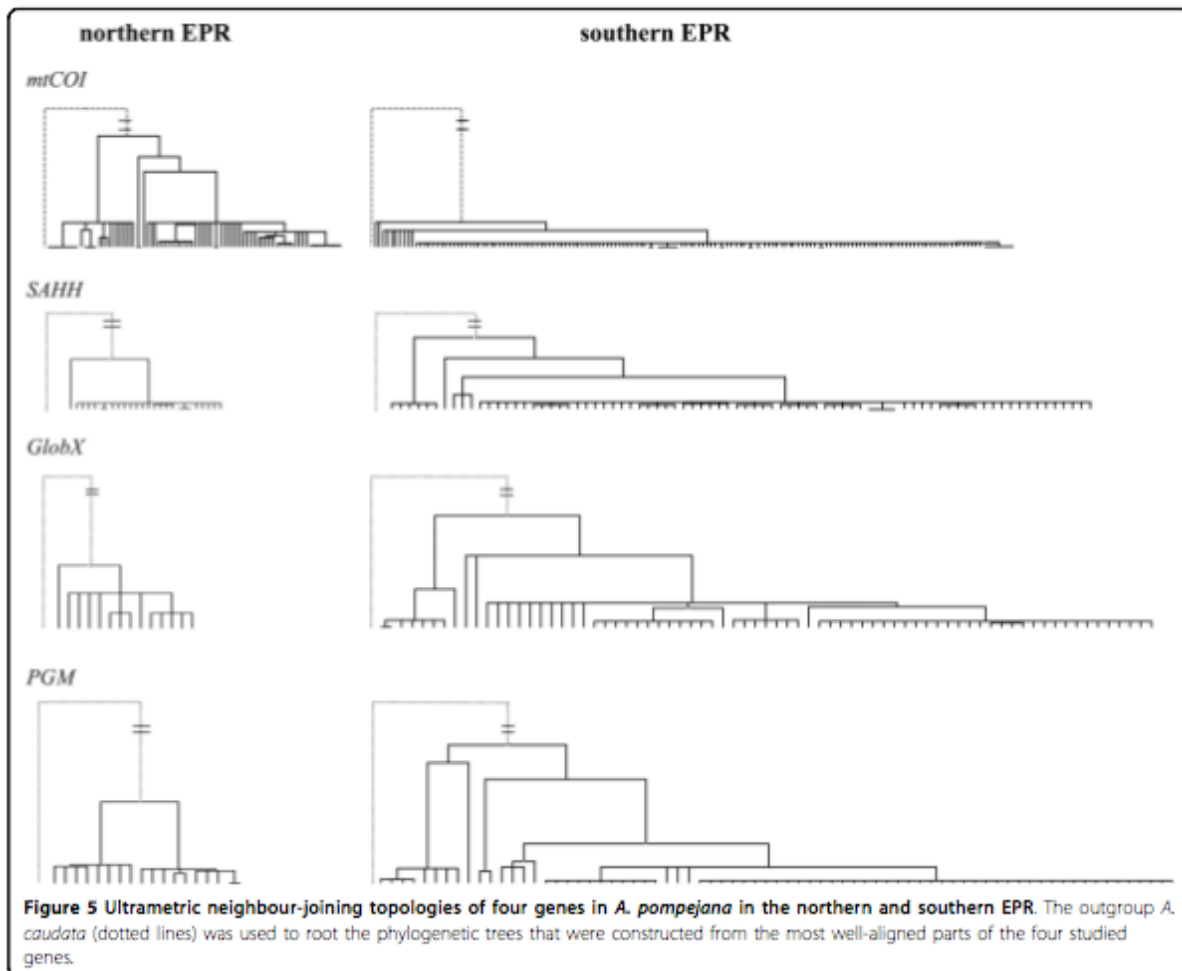 northern EPR
southern EPR
mtCOI
SAHH
GlobX
PGM
Figure 5 Ultrametric neighbour-joining topologies of four genes in A. pompejana in the northern and southern EPR. The outgroup A.
caudata (dotted lines) was used to root the phylogenetic trees that were constructed from the most well-aligned parts of the four studied
genes.